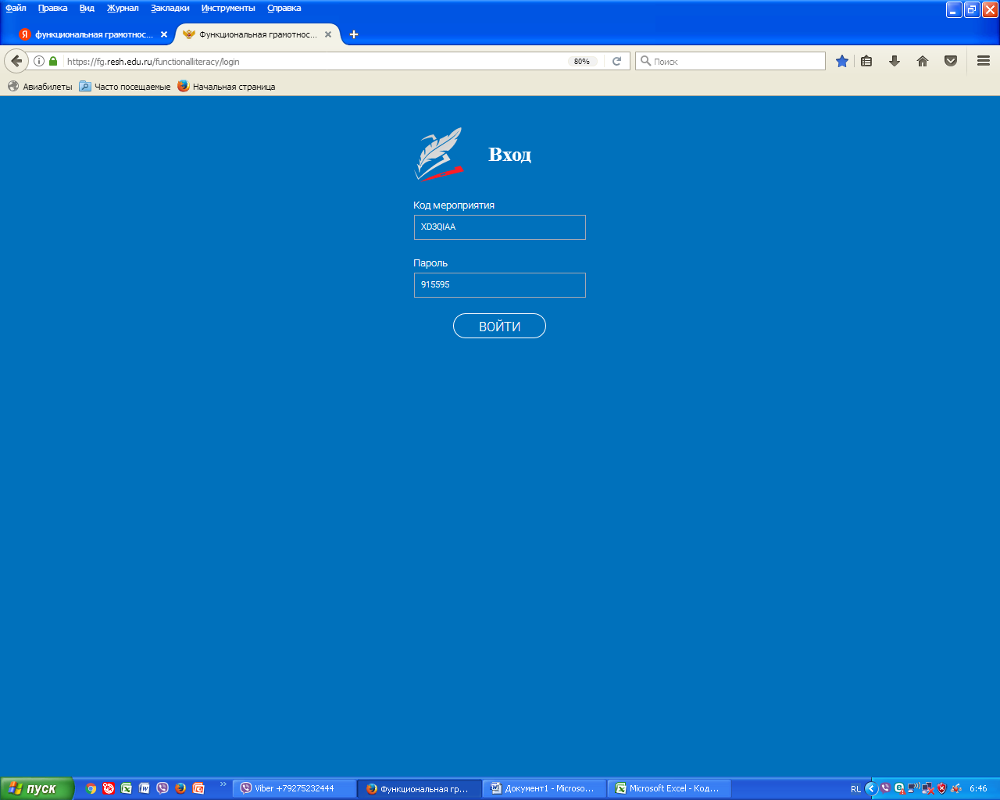 Файл Правка Вид Журнал Закладки Инструменты Справка
функциональная грамотнос... Функциональная грамотнос...
https://fg.resh.edu.ru/functionalliteracy/login 80% Поиск
Авиабилеты Часто посещаемые Начальная страница
Вход
Код мероприятия
XD3QIAA
Пароль
915595
ВОЙТИ
пуск Viber +79275232444 Функциональная гр... Документ1 - Microso... Microsoft Excel - Код... RL 6:46